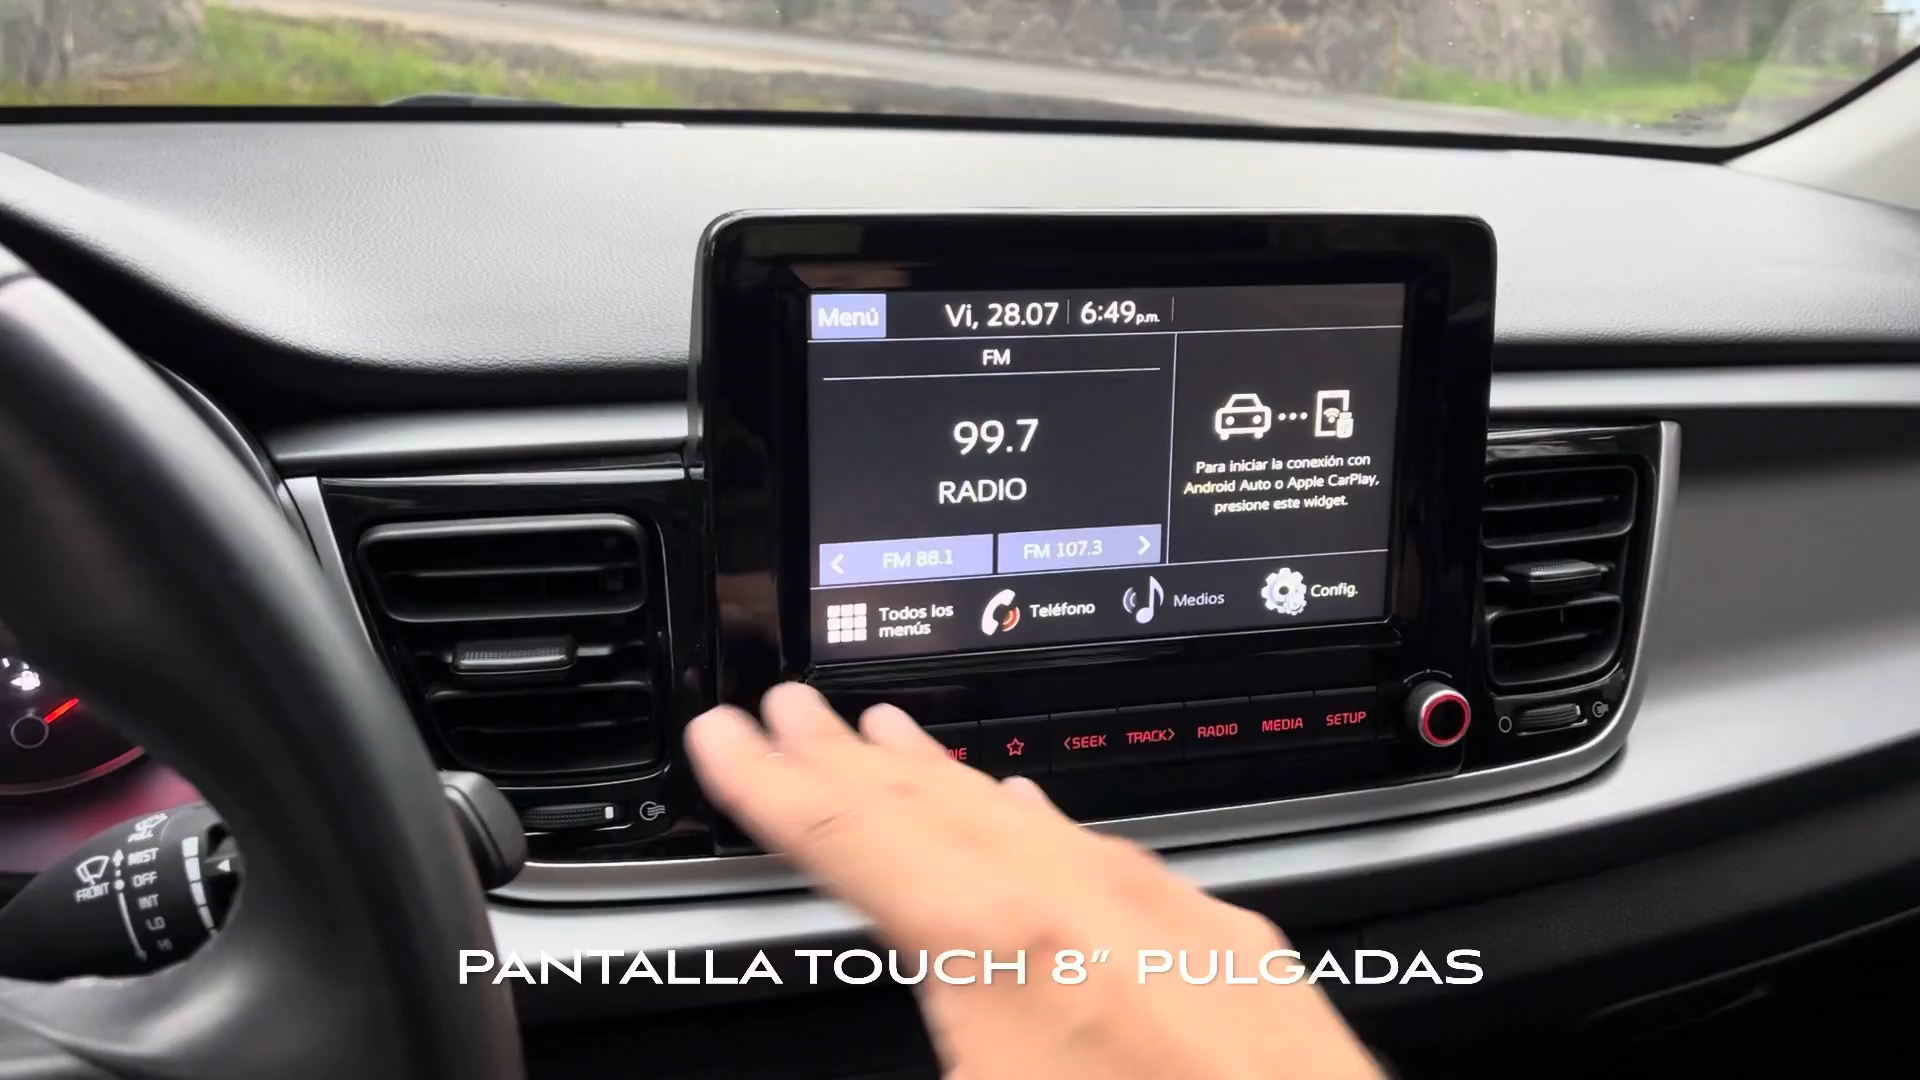 Menú
Vi, 28.07 6:49 p.m.
FM
99.7
RADIO
FM 88.1
FM 107.3
Para iniciar la conexión con
Android Auto o Apple CarPlay,
presione este widget.
Todos los
menús
Teléfono
Medios
Config.
<SEEK
TRACK>
RADIO
MEDIA
SETUP
MIST
OFF
INT
LO
HI
FRONT
PANTALLA TOUCH 8” PULGADAS